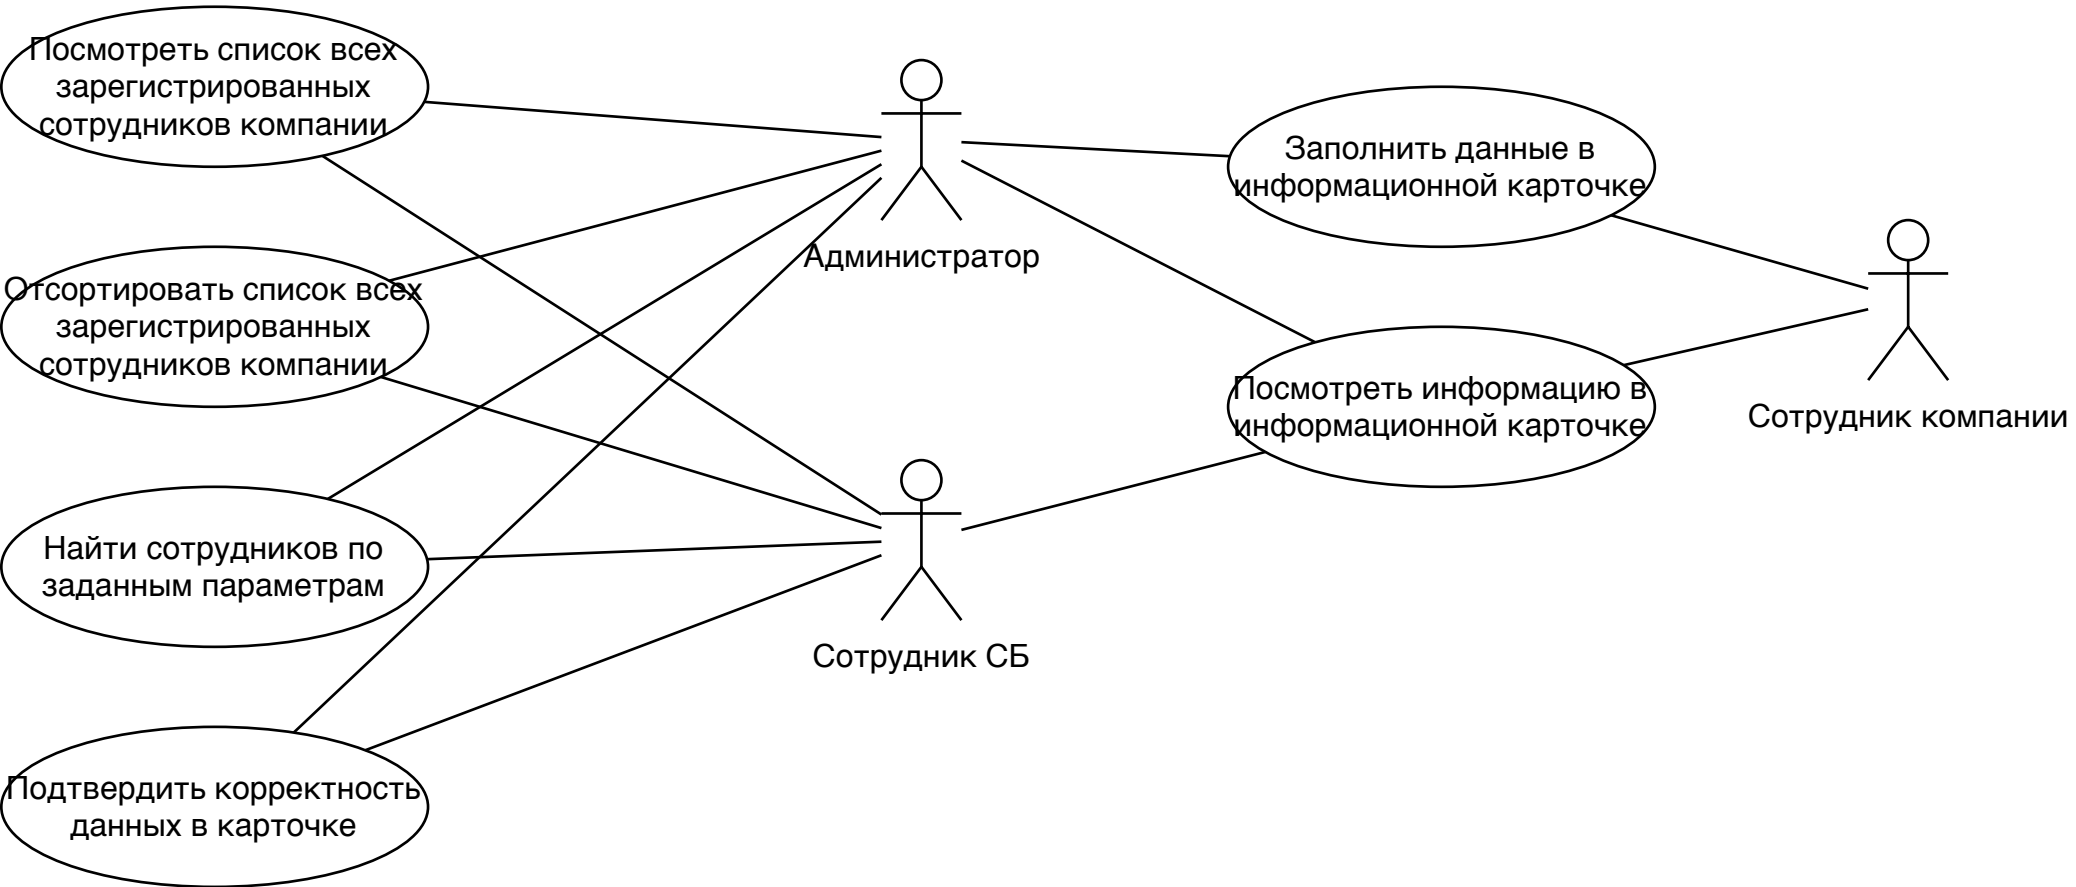 Посмотреть список всех
зарегистрированных
сотрудников компании
Отсортировать список всех
зарегистрированных
сотрудников компании
Найти сотрудников по
заданным параметрам
Подтвердить корректность
данных в карточке
Администратор
Сотрудник СБ
Заполнить данные в
информационной карточке
Посмотреть информацию в
информационной карточке
Сотрудник компании